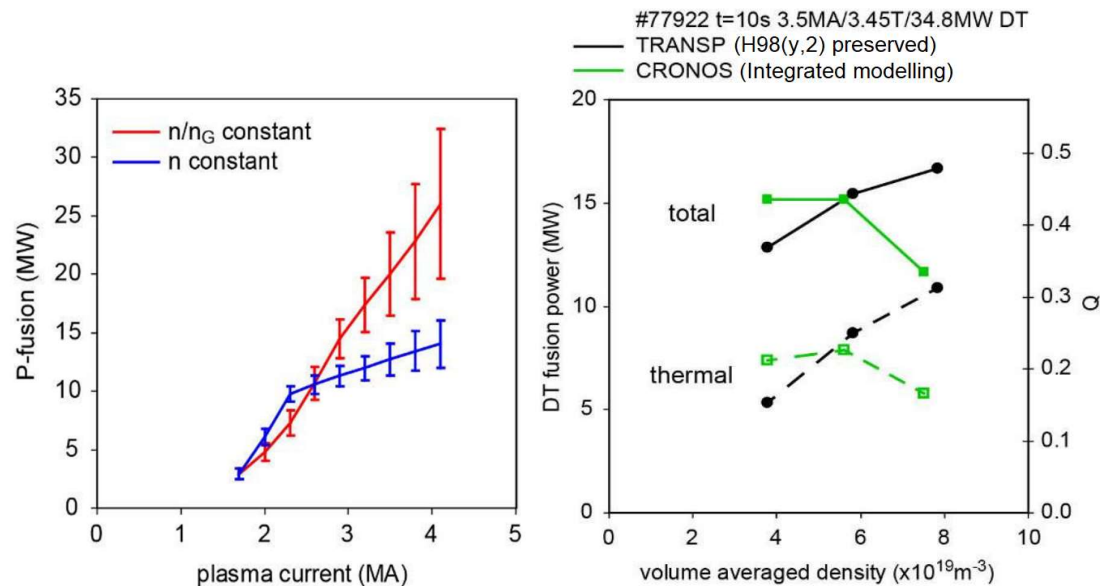 #77922 t=10s 3.5MA/3.45T/34.8MW DT
TRANSP (H98(y,2) preserved)
CRONOS (Integrated modelling)
35
30
25
20
15
10
5
0
P-fusion (MW)
n/nG constant
n constant
0
1
2
3
4
5
plasma current (MA)
20
15
10
5
0
DT fusion power (MW)
total
thermal
0.5
0.4
0.3
0.2
0.1
0.0
Q
0
2
4
6
8
10
volume averaged density (x10¹⁹m⁻³)